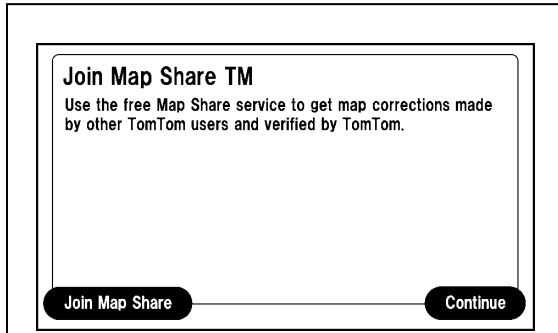 Join Map Share TM
Use the free Map Share service to get map corrections made
by other TomTom users and verified by TomTom.
Join Map Share
Continue